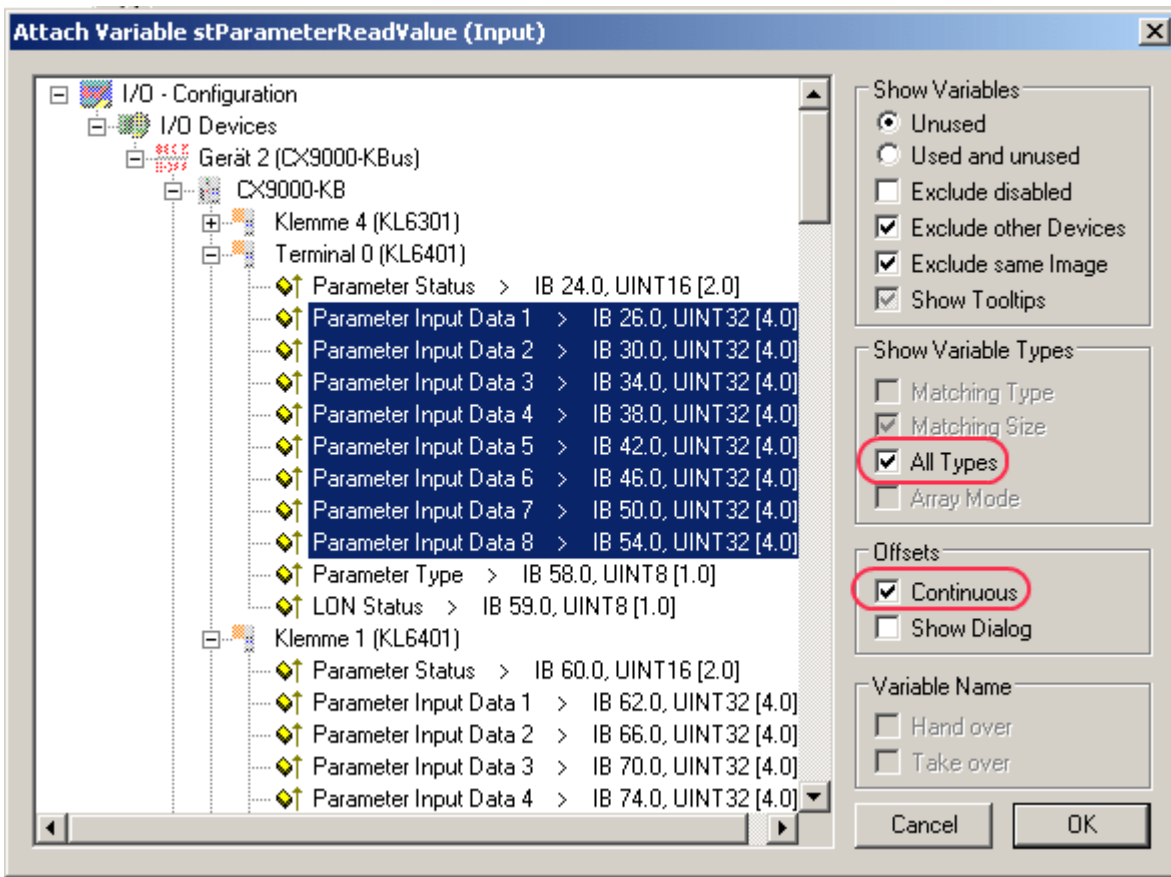 Attach Variable stParameterReadValue (Input)
I/O - Configuration
I/O Devices
Gerät 2 (CX9000-KBus)
CX9000-KB
Klemme 4 (KL6301)
Terminal 0 (KL6401)
Parameter Status > IB 24.0, UINT16 [2.0]
Parameter Input Data 1 > IB 26.0, UINT32 [4.0]
Parameter Input Data 2 > IB 30.0, UINT32 [4.0]
Parameter Input Data 3 > IB 34.0, UINT32 [4.0]
Parameter Input Data 4 > IB 38.0, UINT32 [4.0]
Parameter Input Data 5 > IB 42.0, UINT32 [4.0]
Parameter Input Data 6 > IB 46.0, UINT32 [4.0]
Parameter Input Data 7 > IB 50.0, UINT32 [4.0]
Parameter Input Data 8 > IB 54.0, UINT32 [4.0]
Parameter Type > IB 58.0, UINT8 [1.0]
LON Status > IB 59.0, UINT8 [1.0]
Klemme 1 (KL6401)
Parameter Status > IB 60.0, UINT16 [2.0]
Parameter Input Data 1 > IB 62.0, UINT32 [4.0]
Parameter Input Data 2 > IB 66.0, UINT32 [4.0]
Parameter Input Data 3 > IB 70.0, UINT32 [4.0]
Parameter Input Data 4 > IB 74.0, UINT32 [4.0]
Show Variables
Unused
Used and unused
Exclude disabled
Exclude other Devices
Exclude same Image
Show Tooltips
Show Variable Types
Matching Type
Matching Size
All Types
Array Mode
Offsets
Continuous
Show Dialog
Variable Name
Hand over
Take over
Cancel
OK